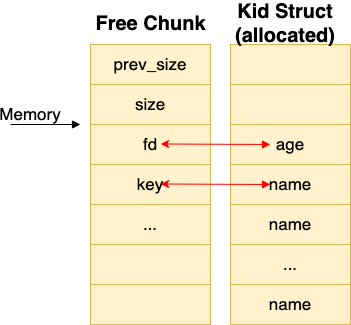 Free Chunk
Kid Struct
(allocated)
prev_size
size
Memory
fd
age
key
name
...
name
...
name